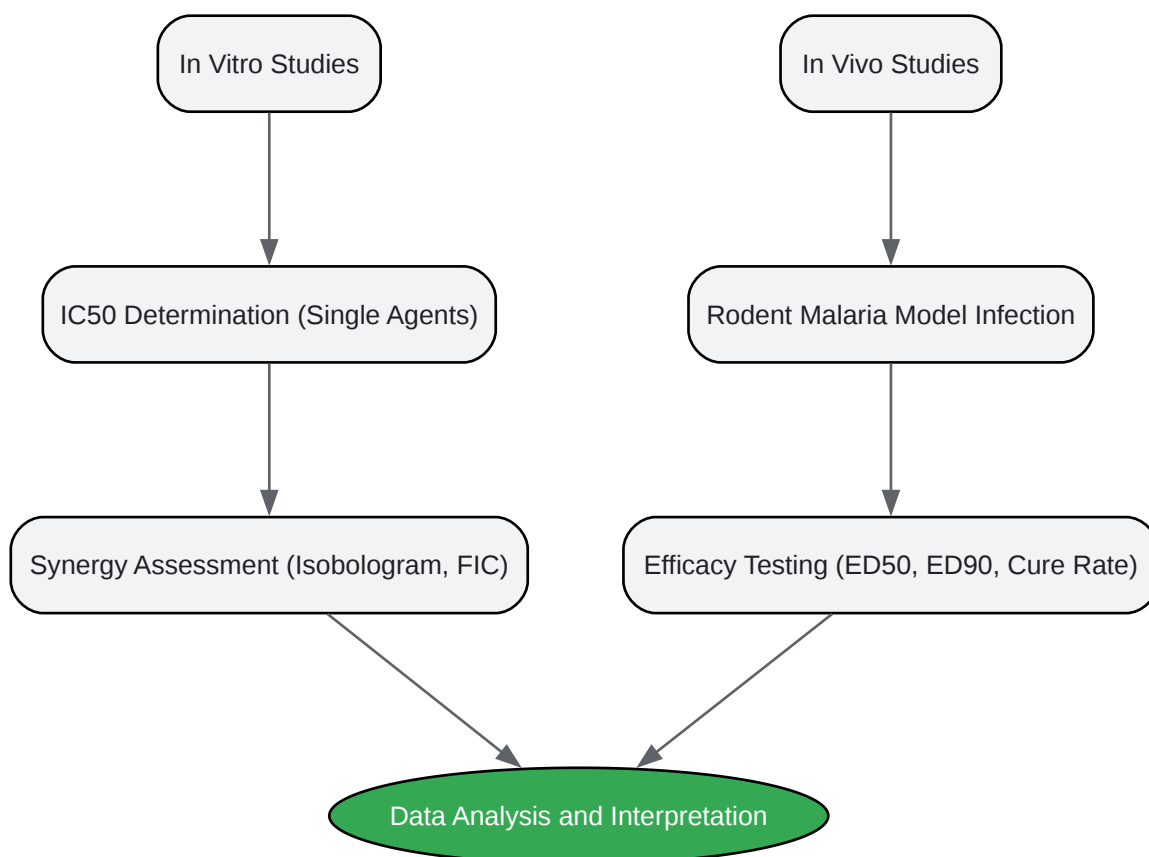 In Vitro Studies
In Vivo Studies
IC50 Determination (Single Agents)
Rodent Malaria Model Infection
Synergy Assessment (Isobologram, FIC)
Efficacy Testing (ED50, ED90, Cure Rate)
Data Analysis and Interpretation